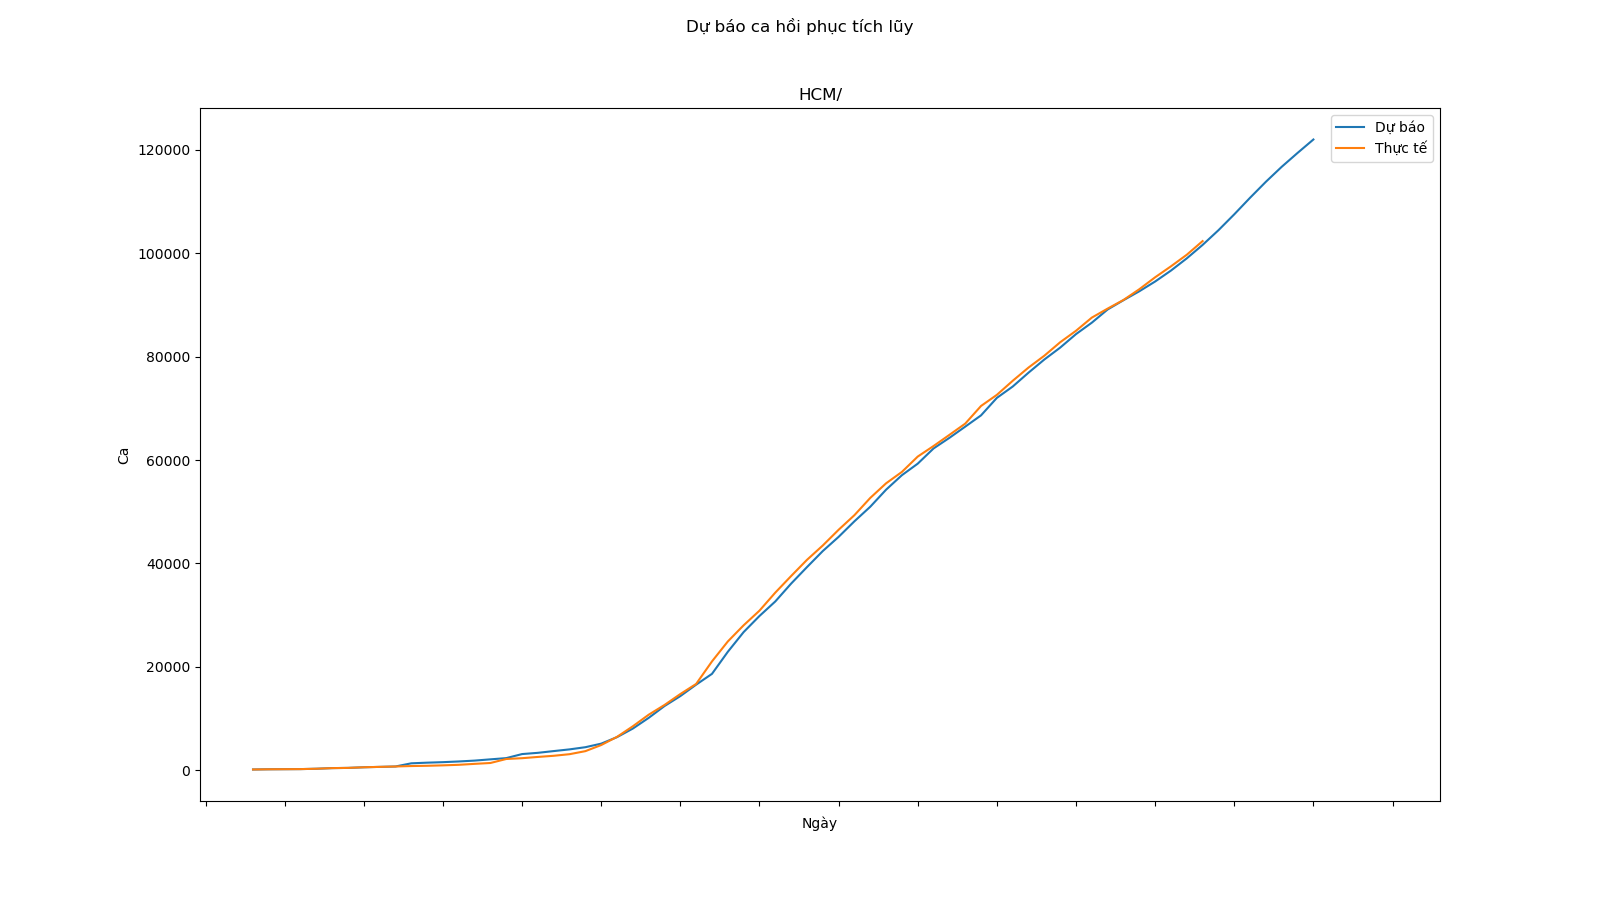 Dự báo ca hồi phục tích lũy
HCM/
Dự báo
Thực tế
120000
100000
80000
60000
40000
20000
0
Ca
Ngày